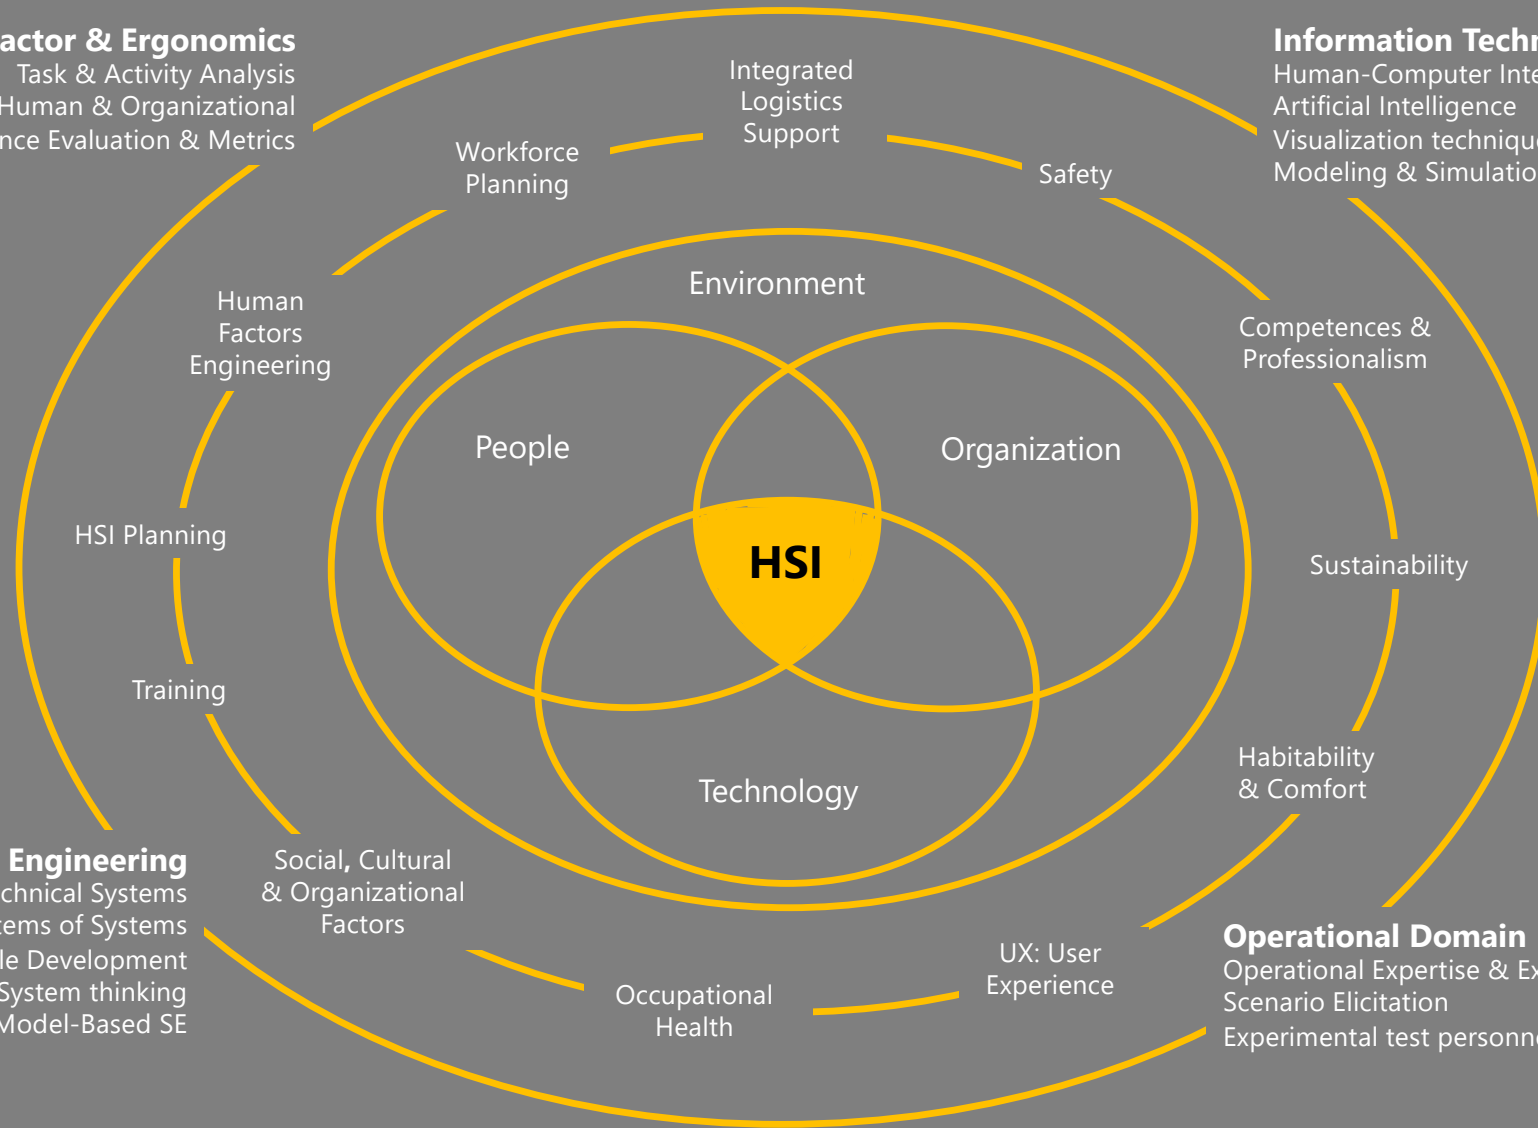 actor & Ergonomics
Task & Activity Analysis
Human & Organizational
nce Evaluation & Metrics
Information Techn
Human-Computer Inte
Artificial Intelligence
Visualization technique
Modeling & Simulatio
Integrated
Logistics
Support
Workforce
Planning
Safety
Human
Factors
Engineering
Environment
Competences &
Professionalism
People
Organization
HSI Planning
HSI
Sustainability
Training
Habitability
& Comfort
Technology
Engineering
chnical Systems
tems of Systems
le Development
System thinking
Model-Based SE
Social, Cultural
& Organizational
Factors
Occupational
Health
UX: User
Experience
Operational Domain
Operational Expertise & Ex
Scenario Elicitation
Experimental test personne